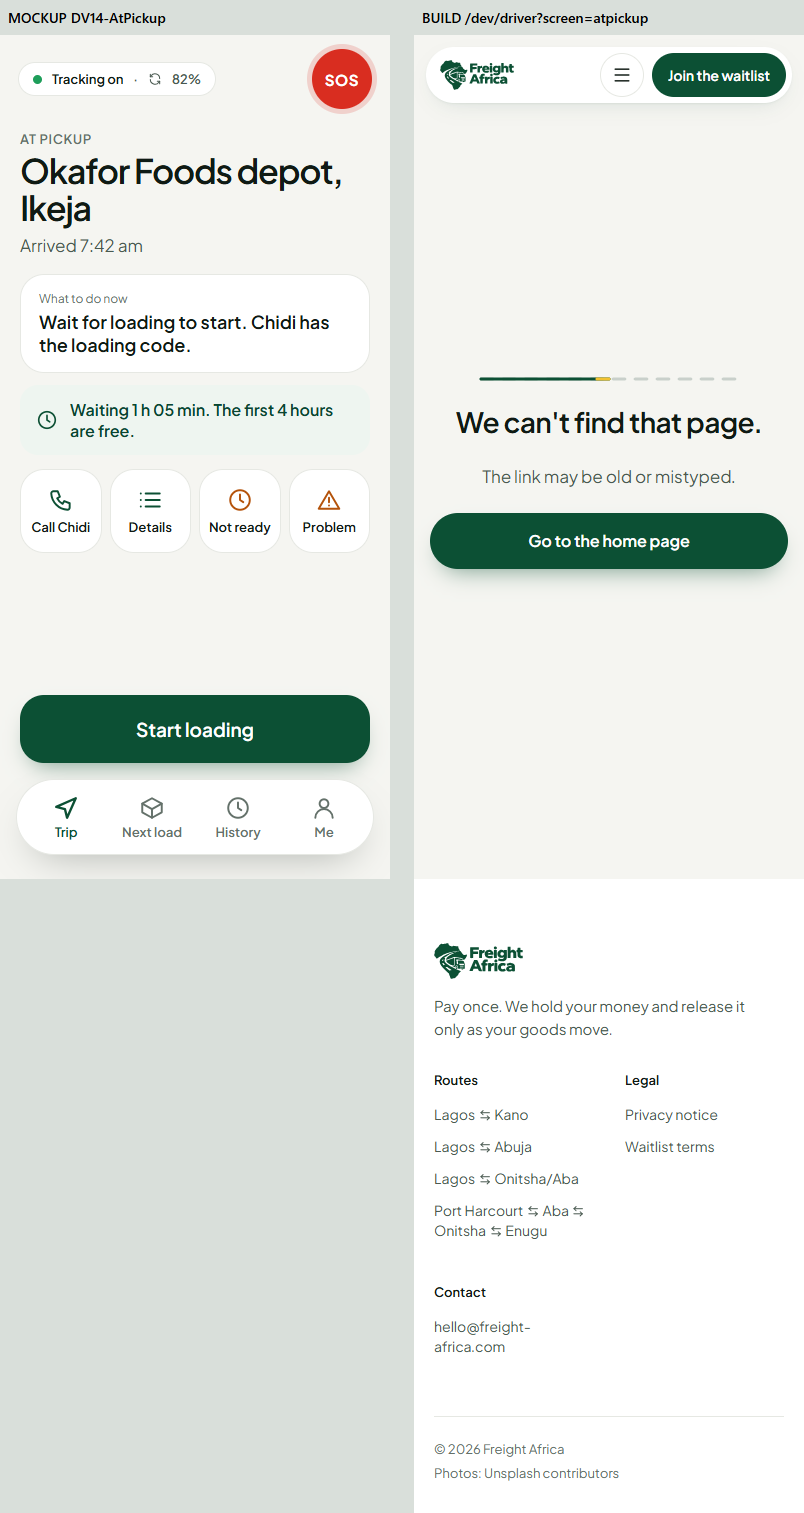 MOCKUP DV14-AtPickup
Tracking on · 82%
SOS
AT PICKUP
Okafor Foods depot,
Ikeja
Arrived 7:42 am
What to do now
Wait for loading to start. Chidi has
the loading code.
Waiting 1 h 05 min. The first 4 hours
are free.
Call Chidi
Details
Not ready
Problem
Start loading
Trip
Next load
History
Me
BUILD /dev/driver?screen=atpickup
Freight
Africa
Join the waitlist
We can't find that page.
The link may be old or mistyped.
Go to the home page
Freight
Africa
Pay once. We hold your money and release it
only as your goods move.
Routes
Lagos ⇆ Kano
Lagos ⇆ Abuja
Lagos ⇆ Onitsha/Aba
Port Harcourt ⇆ Aba ⇆
Onitsha ⇆ Enugu
Legal
Privacy notice
Waitlist terms
Contact
hello@freight-
africa.com
© 2026 Freight Africa
Photos: Unsplash contributors